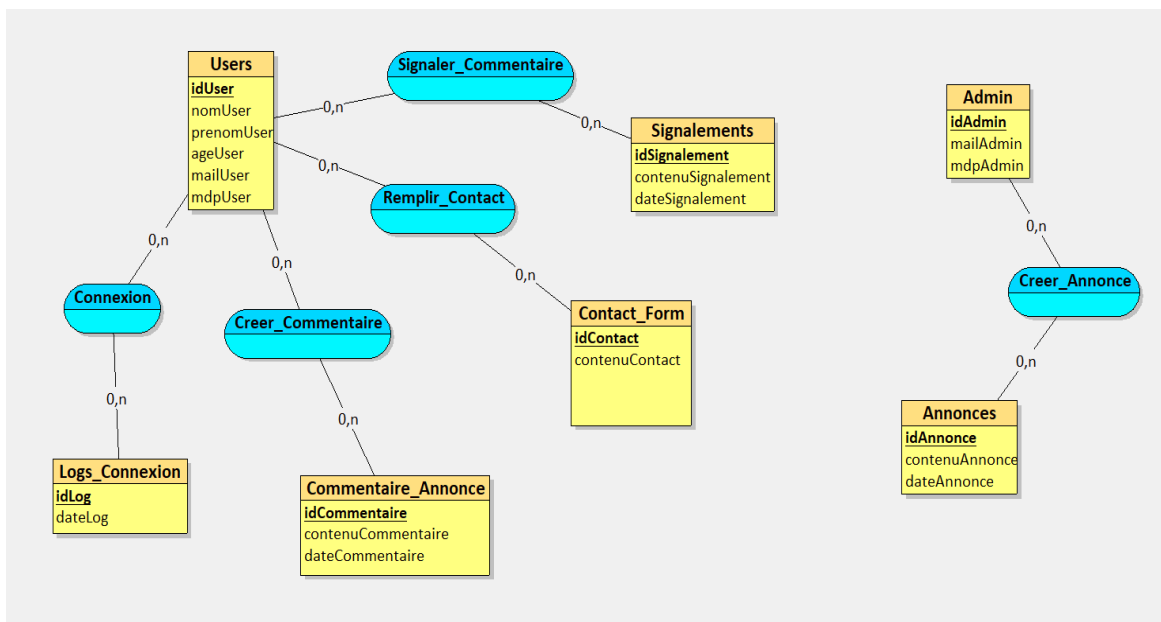 Users
idUser
nomUser
prenomUser
ageUser
mailUser
mdpUser
Signaler_Commentaire
0,n
0,n
Signalements
idSignalement
contenuSignalement
dateSignalement
0,n
Remplir_Contact
0,n
Contact_Form
idContact
contenuContact
0,n
Connexion
0,n
Logs_Connexion
idLog
dateLog
0,n
Creer_Commentaire
0,n
Commentaire_Annonce
idCommentaire
contenuCommentaire
dateCommentaire
Admin
idAdmin
mailAdmin
mdpAdmin
0,n
Creer_Annonce
0,n
Annonces
idAnnonce
contenuAnnonce
dateAnnonce